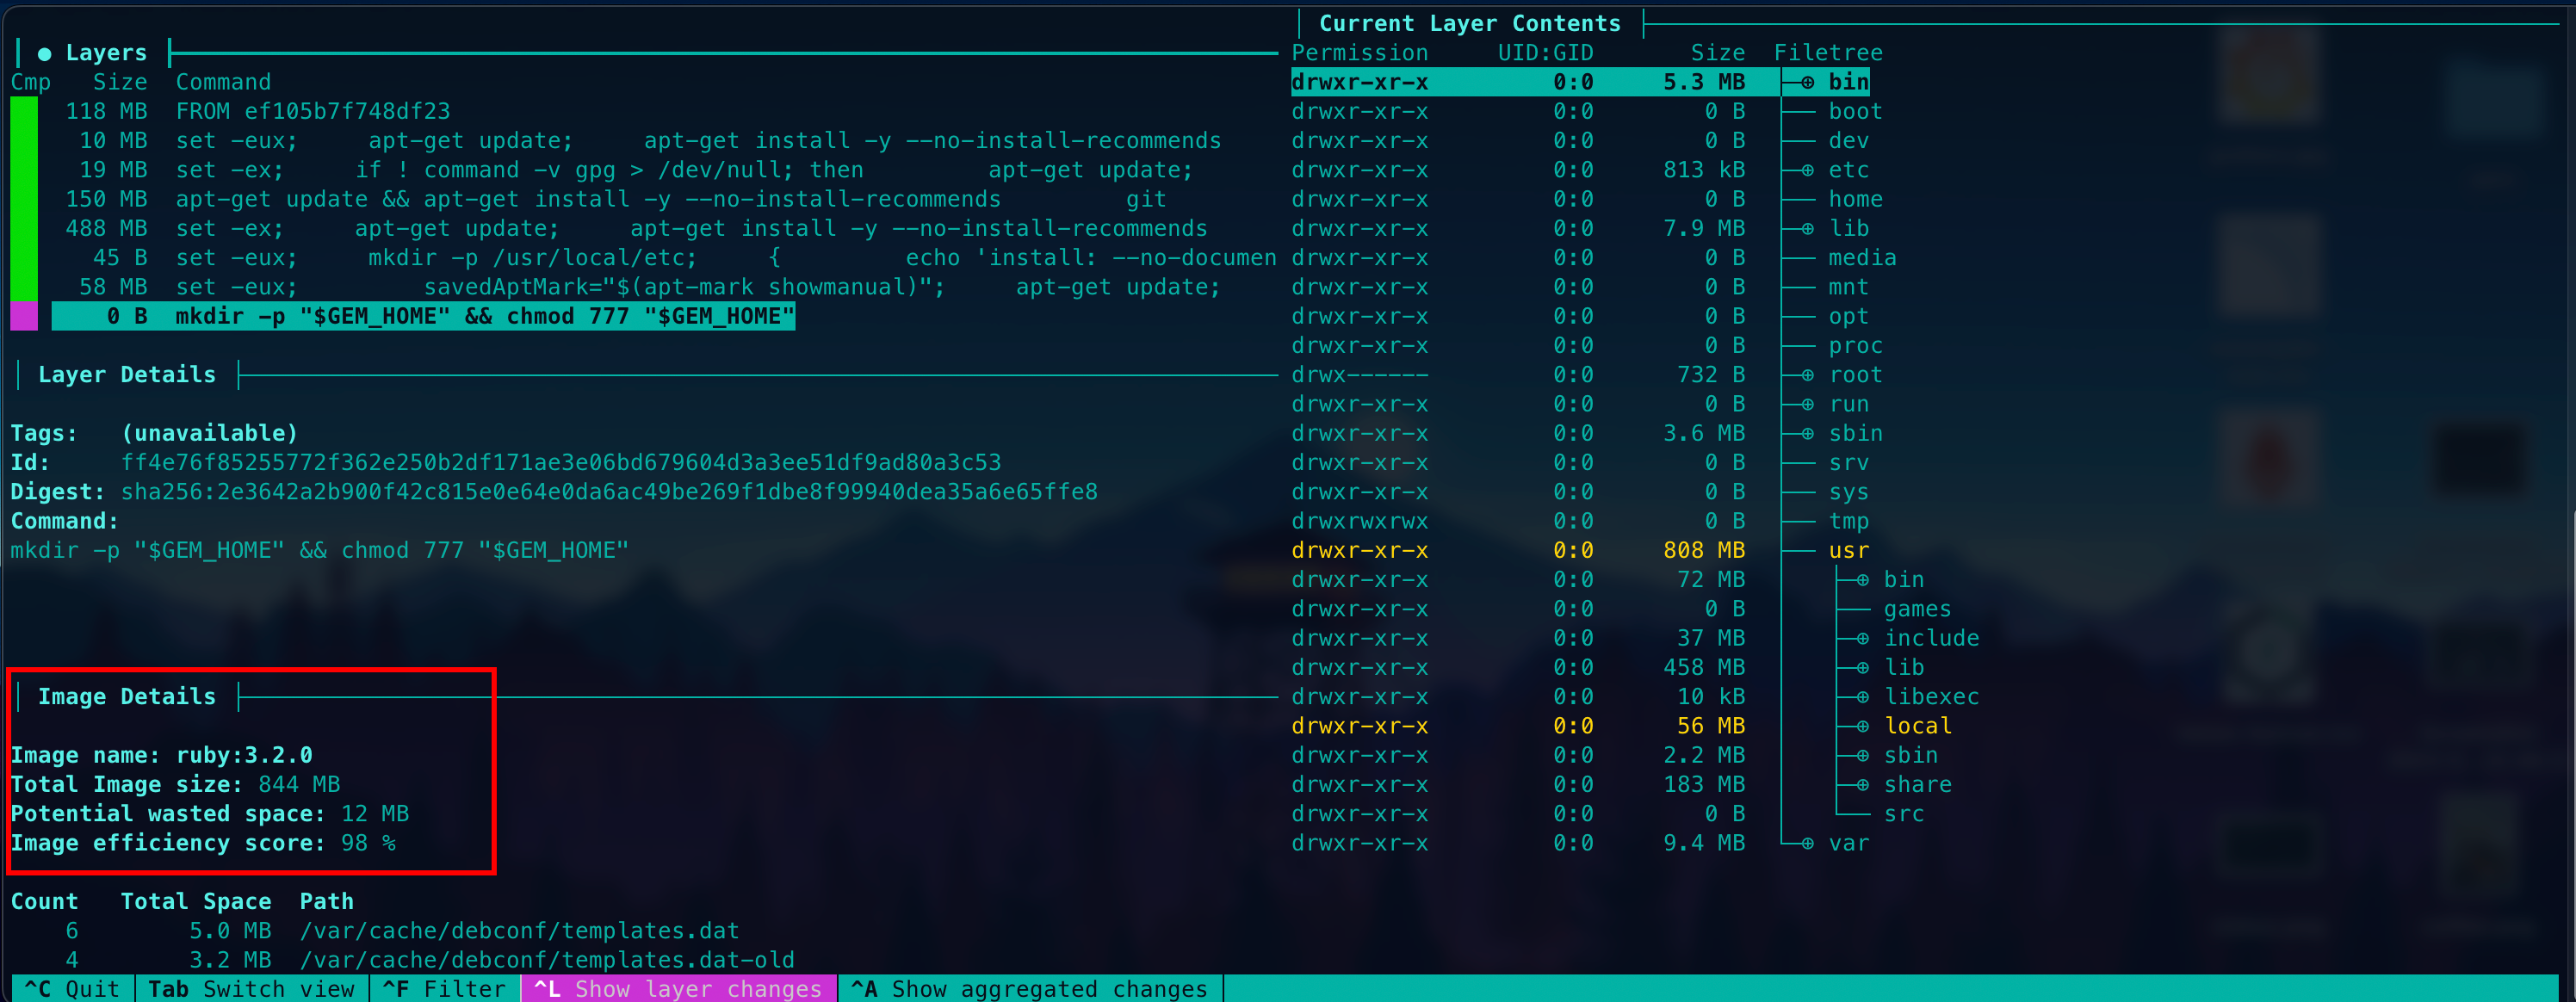 ● Layers
Cmp Size Command
118 MB FROM ef105b7f748df23
10 MB set -eux; apt-get update; apt-get install -y --no-install-recommends
19 MB set -ex; if ! command -v gpg > /dev/null; then apt-get update;
150 MB apt-get update && apt-get install -y --no-install-recommends git
488 MB set -ex; apt-get update; apt-get install -y --no-install-recommends
45 B set -eux; mkdir -p /usr/local/etc; { echo 'install: --no-documen
58 MB set -eux; savedAptMark="$(apt-mark showmanual)"; apt-get update;
0 B mkdir -p "$GEM_HOME" && chmod 777 "$GEM_HOME"
Layer Details
Tags: (unavailable)
Id: ff4e76f85255772f362e250b2df171ae3e06bd679604d3a3ee51df9ad80a3c53
Digest: sha256:2e3642a2b900f42c815e0e64e0da6ac49be269f1dbe8f99940dea35a6e65ffe8
Command:
mkdir -p "$GEM_HOME" && chmod 777 "$GEM_HOME"
Image Details
Image name: ruby:3.2.0
Total Image size: 844 MB
Potential wasted space: 12 MB
Image efficiency score: 98 %
Count Total Space Path
6 5.0 MB /var/cache/debconf/templates.dat
4 3.2 MB /var/cache/debconf/templates.dat-old
Current Layer Contents
Permission UID:GID Size Filetree
drwxr-xr-x 0:0 5.3 MB ├─⊕ bin
drwxr-xr-x 0:0 0 B ├── boot
drwxr-xr-x 0:0 0 B ├── dev
drwxr-xr-x 0:0 813 kB ├─⊕ etc
drwxr-xr-x 0:0 0 B ├── home
drwxr-xr-x 0:0 7.9 MB ├─⊕ lib
drwxr-xr-x 0:0 0 B ├── media
drwxr-xr-x 0:0 0 B ├── mnt
drwxr-xr-x 0:0 0 B ├── opt
drwxr-xr-x 0:0 0 B ├── proc
drwx------ 0:0 732 B ├─⊕ root
drwxr-xr-x 0:0 0 B ├─⊕ run
drwxr-xr-x 0:0 3.6 MB ├─⊕ sbin
drwxr-xr-x 0:0 0 B ├── srv
drwxr-xr-x 0:0 0 B ├── sys
drwxrwxrwx 0:0 0 B ├── tmp
drwxr-xr-x 0:0 808 MB ├── usr
drwxr-xr-x 0:0 72 MB │ ├─⊕ bin
drwxr-xr-x 0:0 0 B │ ├── games
drwxr-xr-x 0:0 37 MB │ ├─⊕ include
drwxr-xr-x 0:0 458 MB │ ├─⊕ lib
drwxr-xr-x 0:0 10 kB │ ├─⊕ libexec
drwxr-xr-x 0:0 56 MB │ ├─⊕ local
drwxr-xr-x 0:0 2.2 MB │ ├─⊕ sbin
drwxr-xr-x 0:0 183 MB │ ├─⊕ share
drwxr-xr-x 0:0 0 B │ └── src
drwxr-xr-x 0:0 9.4 MB └─⊕ var
^C Quit Tab Switch view ^F Filter ^L Show layer changes ^A Show aggregated changes